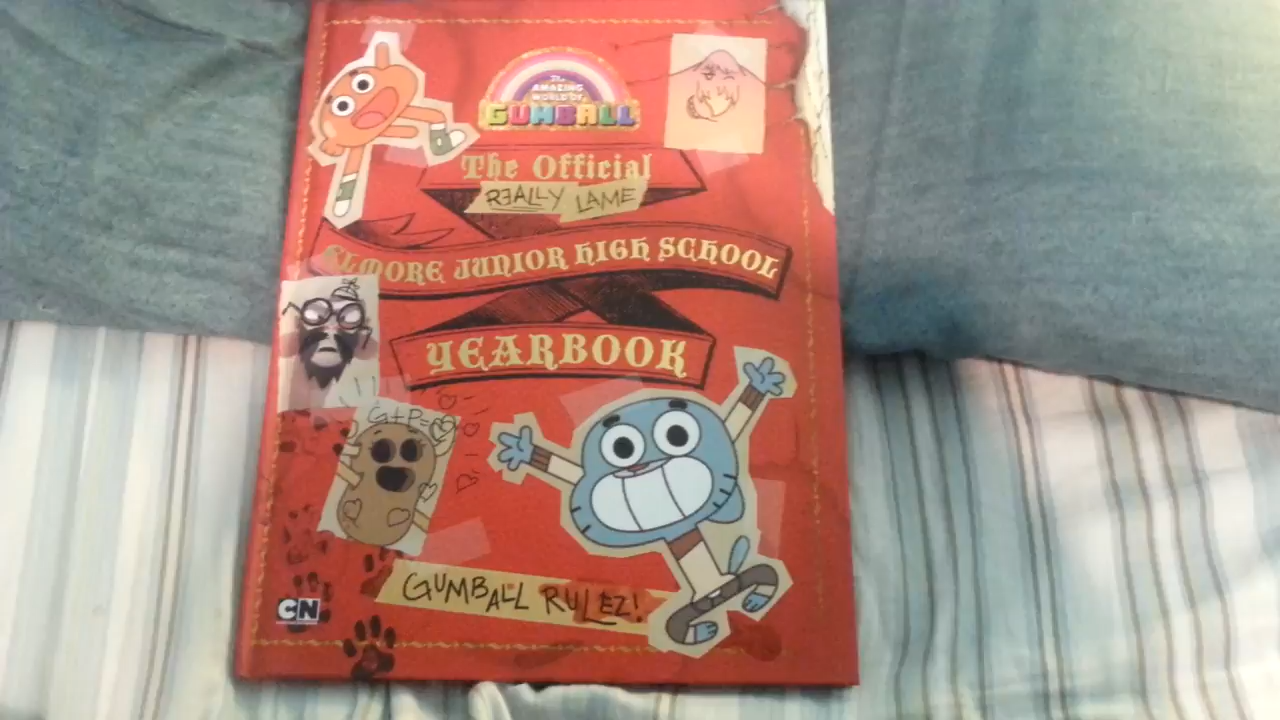 The
AMAZING
WORLD OF
GUMBALL
The Official
REALLY LAME
ELMORE JUNIOR HIGH SCHOOL
YEARBOOK
G+P=
GUMBALL RULEZ!
CN